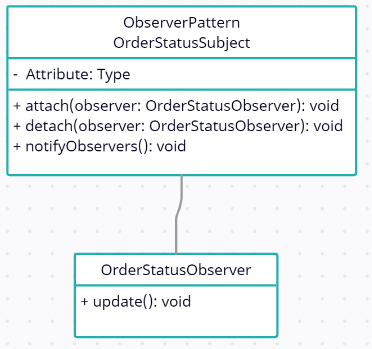 ObserverPattern
OrderStatusSubject
- Attribute: Type
+ attach(observer: OrderStatusObserver): void
+ detach(observer: OrderStatusObserver): void
+ notifyObservers(): void
OrderStatusObserver
+ update(): void